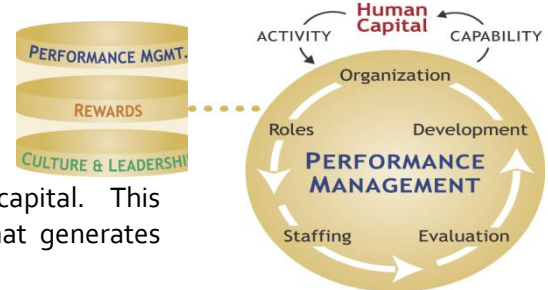 PERFORMANCE MGMT.
REWARDS
CULTURE & LEADERSHI
capital. This
hat generates
Human
Capital
ACTIVITY
CAPABILITY
Organization
Roles
Development
PERFORMANCE
MANAGEMENT
Staffing
Evaluation